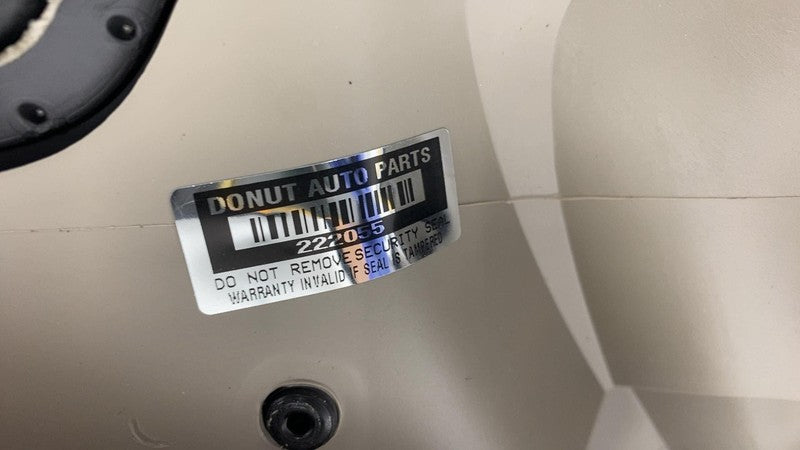 DONUT AUTO PARTS
222055
DO NOT REMOVE SECURITY SEAL
WARRANTY INVALID IF SEAL IS TAMPERED